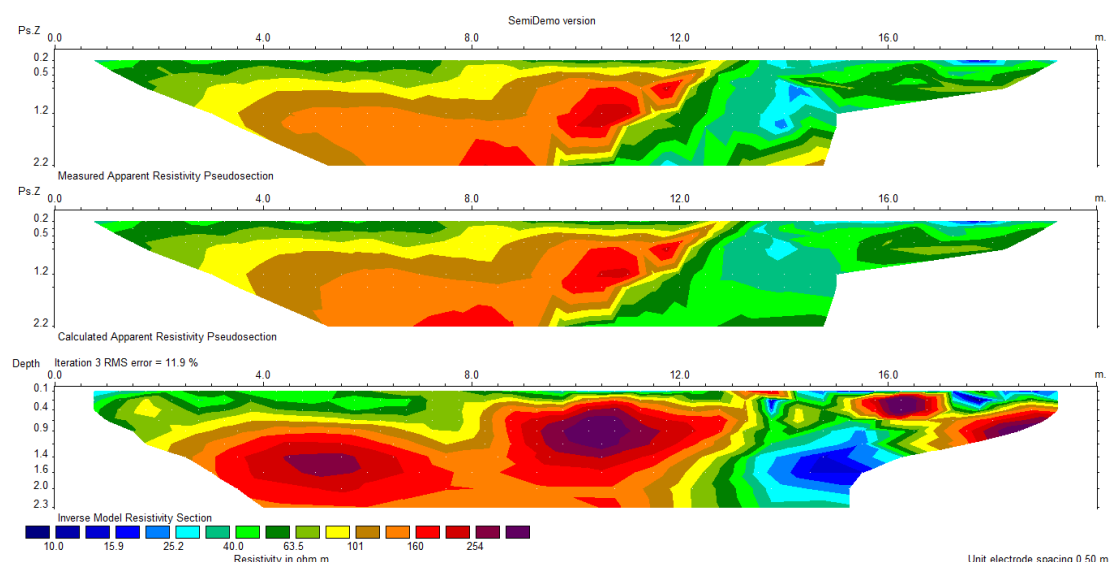 SemiDemo version
Ps.Z 0.0 4.0 8.0 12.0 16.0 m.
0.2
0.5
1.2
2.2
Measured Apparent Resistivity Pseudosection
Ps.Z 0.0 4.0 8.0 12.0 16.0 m.
0.2
0.5
1.2
2.2
Calculated Apparent Resistivity Pseudosection
Depth Iteration 3 RMS error = 11.9 %
0.0 4.0 8.0 12.0 16.0 m.
0.1
0.4
0.9
1.4
1.6
2.0
2.3
Inverse Model Resistivity Section
10.0 15.9 25.2 40.0 63.5 101 160 254
Resistivity in ohm.m
Unit electrode spacing 0.50 m